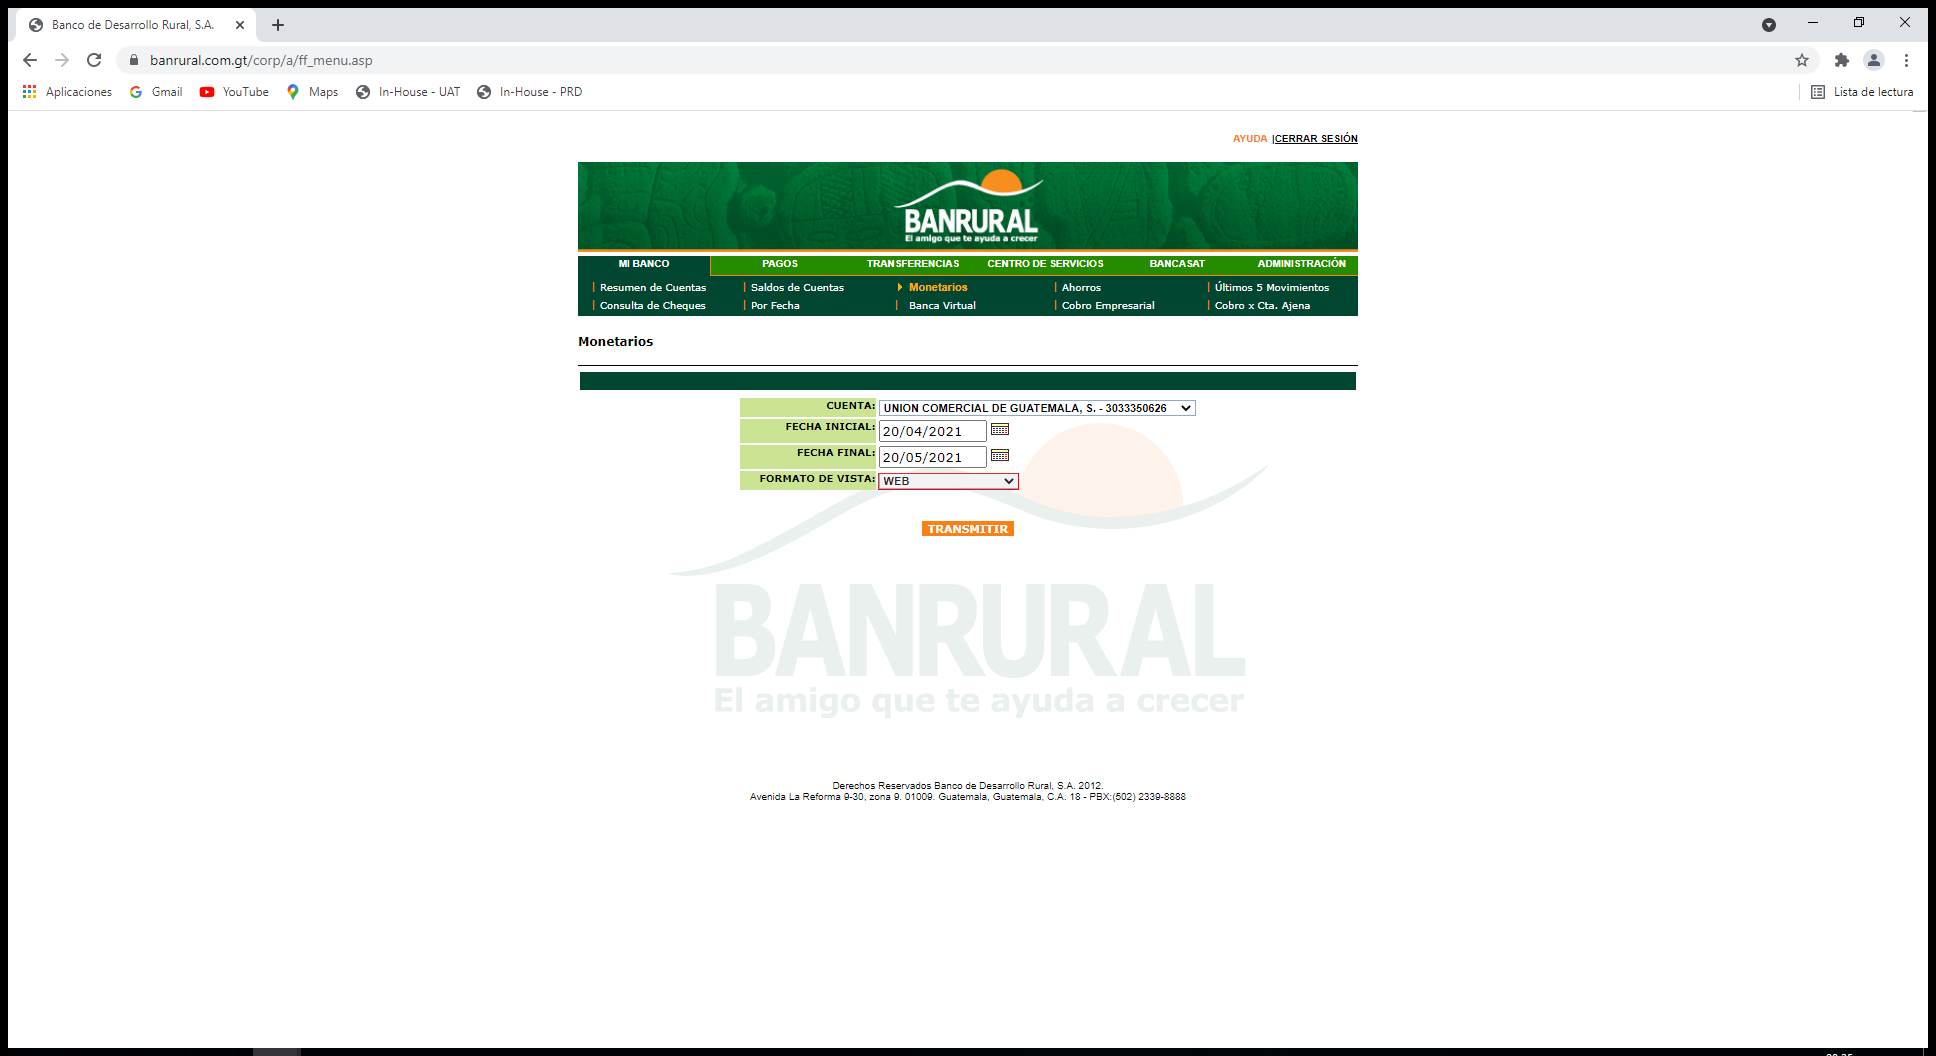 Banco de Desarrollo Rural, S.A.
banrural.com.gt/corp/a/ff_menu.asp
Aplicaciones Gmail YouTube Maps In-House - UAT In-House - PRD Lista de lectura
AYUDA |CERRAR SESIÓN
BANRURAL
El amigo que te ayuda a crecer
MI BANCO PAGOS TRANSFERENCIAS CENTRO DE SERVICIOS BANCASAT ADMINISTRACIÓN
| Resumen de Cuentas | Saldos de Cuentas Monetarios | Ahorros | Últimos 5 Movimientos
| Consulta de Cheques | Por Fecha | Banca Virtual | Cobro Empresarial | Cobro x Cta. Ajena
Monetarios
CUENTA: UNION COMERCIAL DE GUATEMALA, S. - 3033350626
FECHA INICIAL: 20/04/2021
FECHA FINAL: 20/05/2021
FORMATO DE VISTA: WEB
TRANSMITIR
BANRURAL
El amigo que te ayuda a crecer
Derechos Reservados Banco de Desarrollo Rural, S.A. 2012.
Avenida La Reforma 9-30, zona 9. 01009. Guatemala, Guatemala, C.A. 18 - PBX:(502) 2339-8888